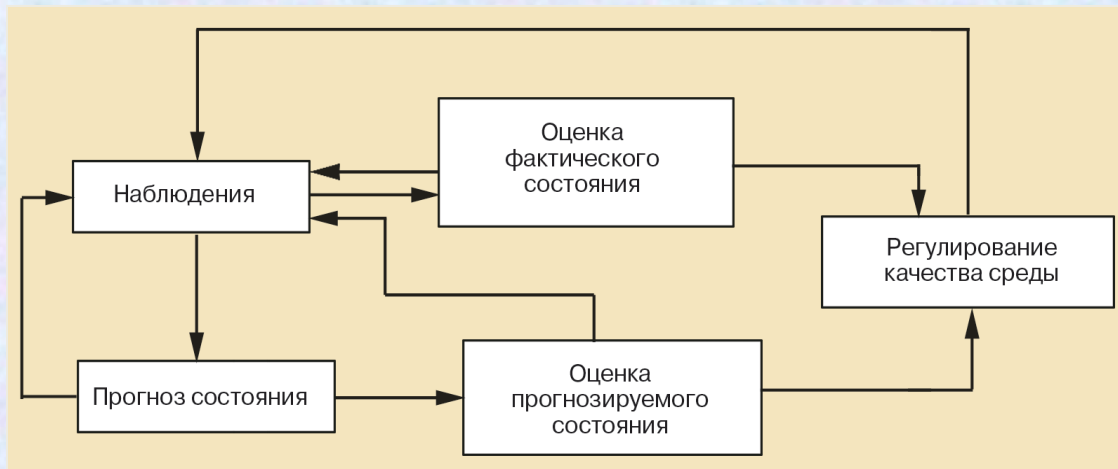 Оценка
фактического
состояния
Наблюдения
Регулирование
качества среды
Прогноз состояния
Оценка
прогнозируемого
состояния